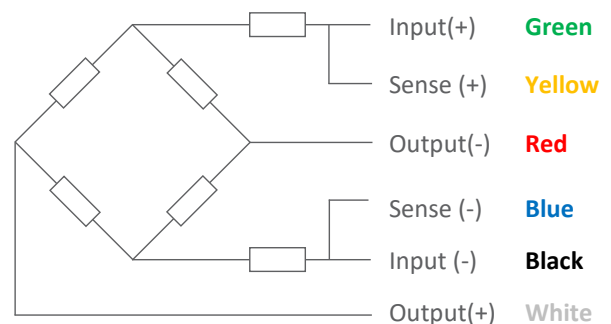 Input(+) Green
Sense (+) Yellow
Output(-) Red
Sense (-) Blue
Input (-) Black
Output(+) White